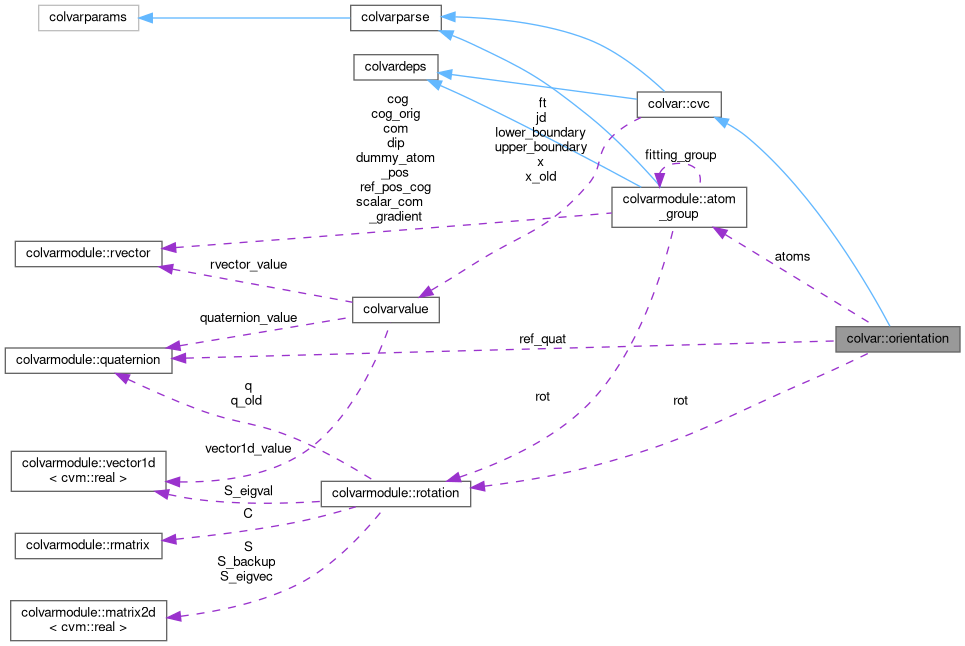 colvarparams
colvarparse
colvardeps
colvar::cvc
cog
cog_orig
com
dip
dummy_atom
_pos
ref_pos_cog
scalar_com
_gradient
ft
jd
lower_boundary
upper_boundary
x
x_old
fitting_group
colvarmodule::atom
_group
colvarmodule::rvector
rvector_value
atoms
colvarvalue
quaternion_value
colvar::orientation
ref_quat
colvarmodule::quaternion
q
q_old
rot
rot
vector1d_value
colvarmodule::vector1d
< cvm::real >
S_eigval
colvarmodule::rotation
C
colvarmodule::rmatrix
S
S_backup
S_eigvec
colvarmodule::matrix2d
< cvm::real >